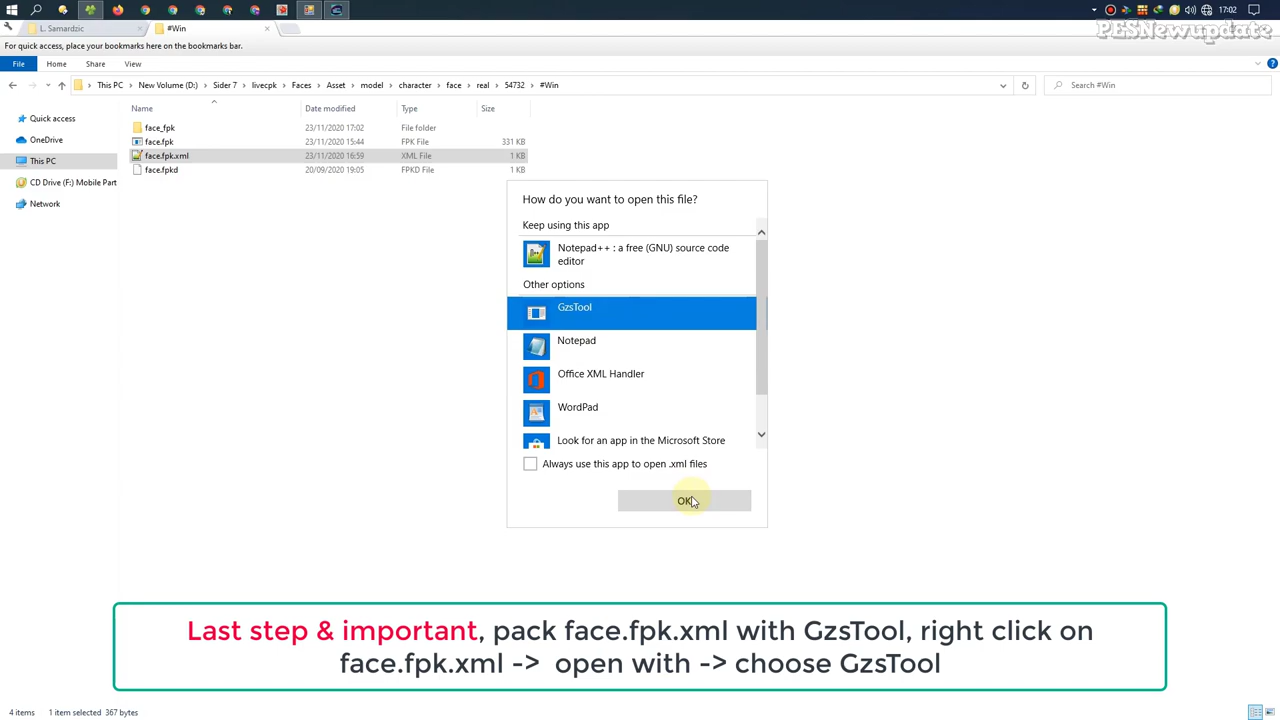 17:02
L. Samardzic
#Win
PESNewupdate
For quick access, place your bookmarks here on the bookmarks bar.
File Home Share View
This PC New Volume (D:) Sider 7 livecpk Faces Asset model character face real 54732 #Win
Search #Win
Name Date modified Type Size
Quick access
OneDrive
This PC
CD Drive (F:) Mobile Part
Network
face_fpk 23/11/2020 17:02 File folder
face.fpk 23/11/2020 15:44 FPK File 331 KB
face.fpk.xml 23/11/2020 16:59 XML File 1 KB
face.fpkd 20/09/2020 19:05 FPKD File 1 KB
How do you want to open this file?
Keep using this app
Notepad++ : a free (GNU) source code
editor
Other options
GzsTool
Notepad
Office XML Handler
WordPad
Look for an app in the Microsoft Store
Always use this app to open .xml files
OK
Last step & important, pack face.fpk.xml with GzsTool, right click on
face.fpk.xml -> open with -> choose GzsTool
4 items 1 item selected 367 bytes